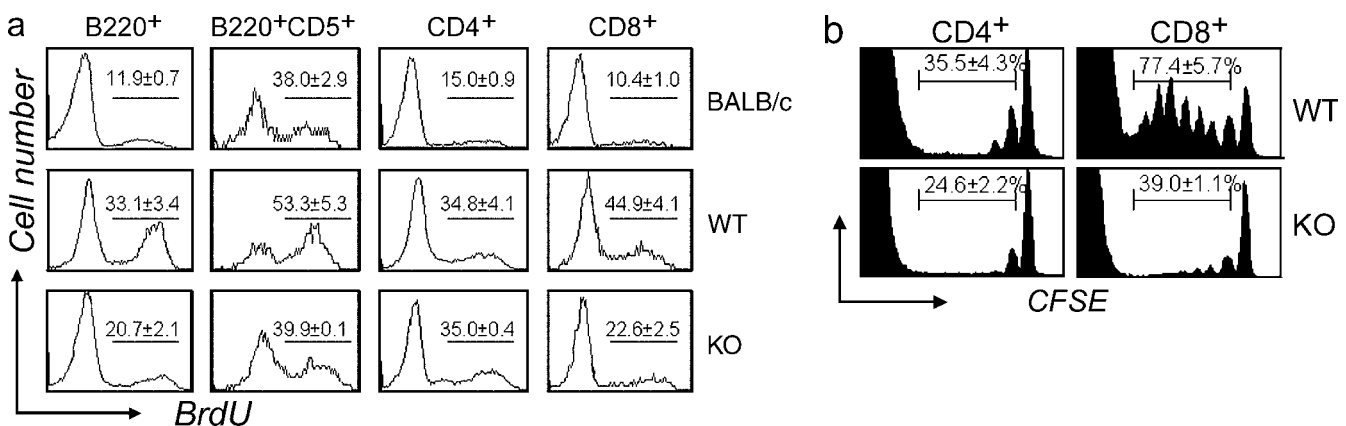 a
B220+ B220+CD5+ CD4+ CD8+
11.9±0.7 38.0±2.9 15.0±0.9 10.4±1.0 BALB/c
33.1±3.4 53.3±5.3 34.8±4.1 44.9±4.1 WT
20.7±2.1 39.9±0.1 35.0±0.4 22.6±2.5 KO
Cell number
BrdU
b
CD4+ CD8+
35.5±4.3% 77.4±5.7% WT
24.6±2.2% 39.0±1.1% KO
CFSE